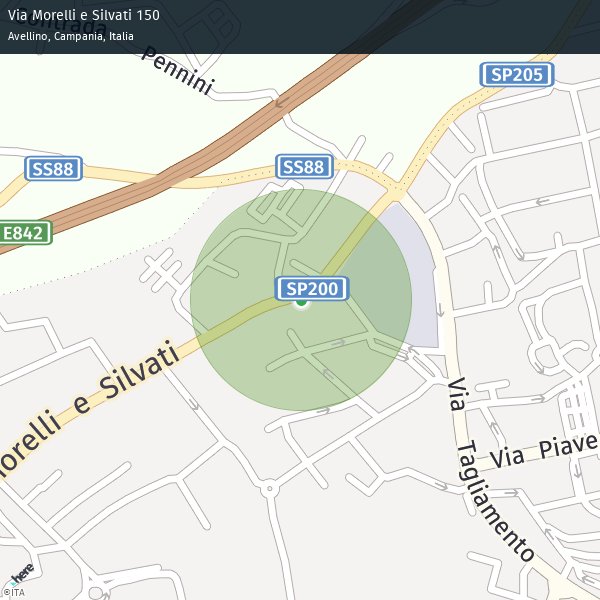 Via Morelli e Silvati 150
Avellino, Campania, Italia
Contrada
Pennini
SP205
SS88
SS88
E842
SP200
Morelli e Silvati
Via Tagliamento
Via Piave
here
©ITA